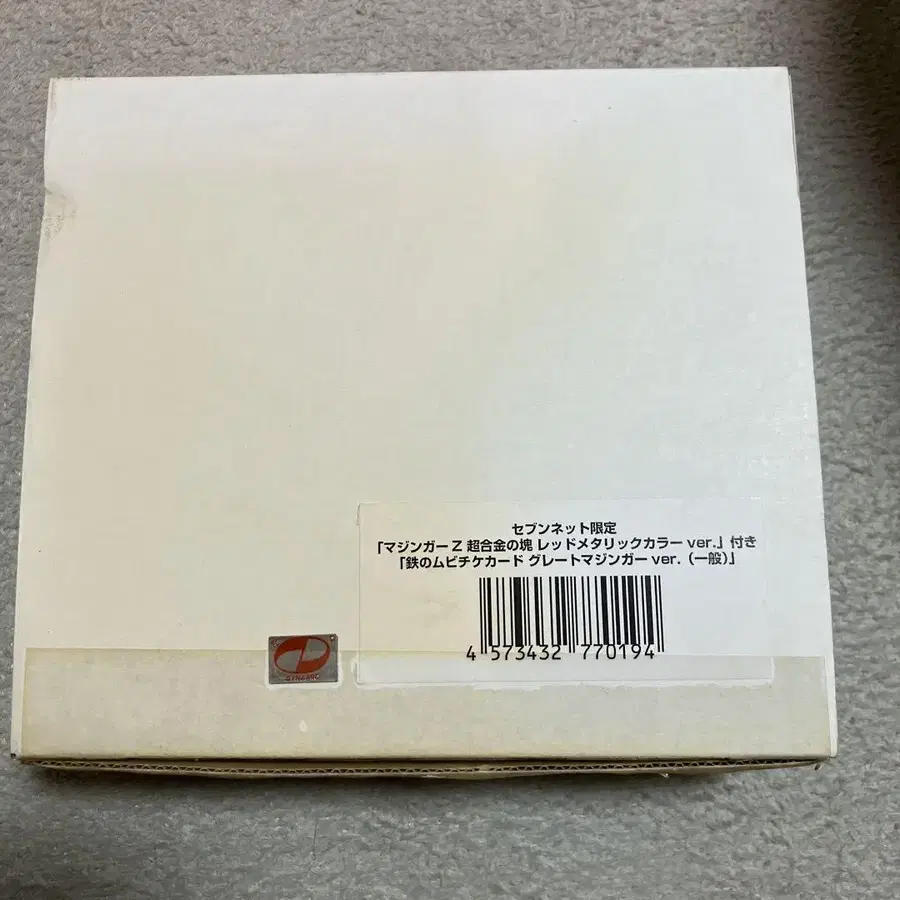 セブンネット限定
「マジンガーZ 超合金の塊 レッドメタリックカラー ver.」付き
「鉄のムビチケカード グレートマジンガー ver.（一般）」
4 573432 770194